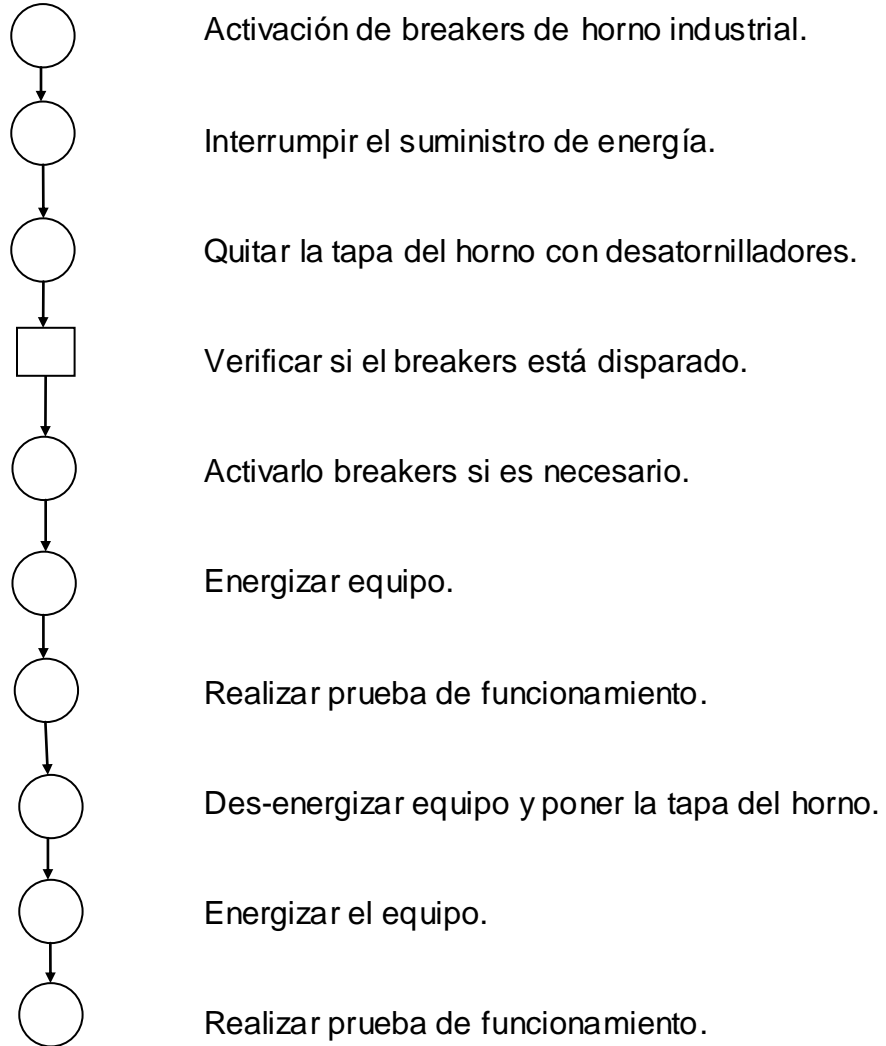 Activación de breakers de horno industrial.
Interrumpir el suministro de energía.
Quitar la tapa del horno con desatornilladores.
Verificar si el breakers está disparado.
Activarlo breakers si es necesario.
Energizar equipo.
Realizar prueba de funcionamiento.
Des-energizar equipo y poner la tapa del horno.
Energizar el equipo.
Realizar prueba de funcionamiento.